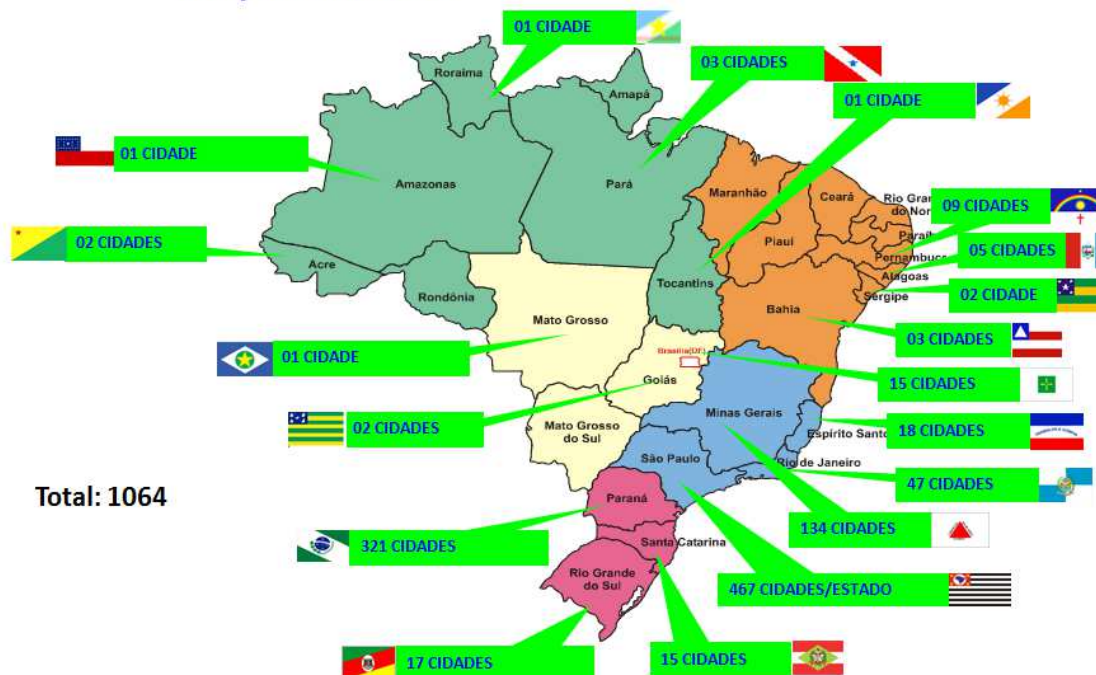 01 CIDADE
Roraima
03 CIDADES
Amapá
01 CIDADE
01 CIDADE
Amazonas
Pará
Maranhão
Ceará
Rio Gran
do Nor
09 CIDADES
02 CIDADES
Piauí
Paraíb
Pernambuco
05 CIDADES
Acre
Alagoas
Rondônia
Tocantins
Sergipe
02 CIDADE
Bahia
Mato Grosso
03 CIDADES
01 CIDADE
Brasília(DF)
Goiás
15 CIDADES
02 CIDADES
Mato Grosso
do Sul
Minas Gerais
18 CIDADES
Espírito Santo
São Paulo
Rio de Janeiro
47 CIDADES
Total: 1064
Paraná
134 CIDADES
321 CIDADES
Santa Catarina
Rio Grande
do Sul
467 CIDADES/ESTADO
17 CIDADES
15 CIDADES